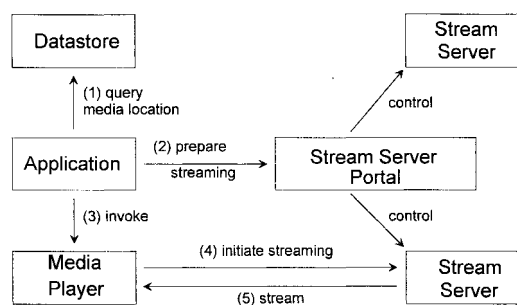 Datastore
Stream
Server
(1) query
media location
control
Application
(2) prepare
streaming
Stream Server
Portal
(3) invoke
control
Media
Player
(4) initiate streaming
(5) stream
Stream
Server